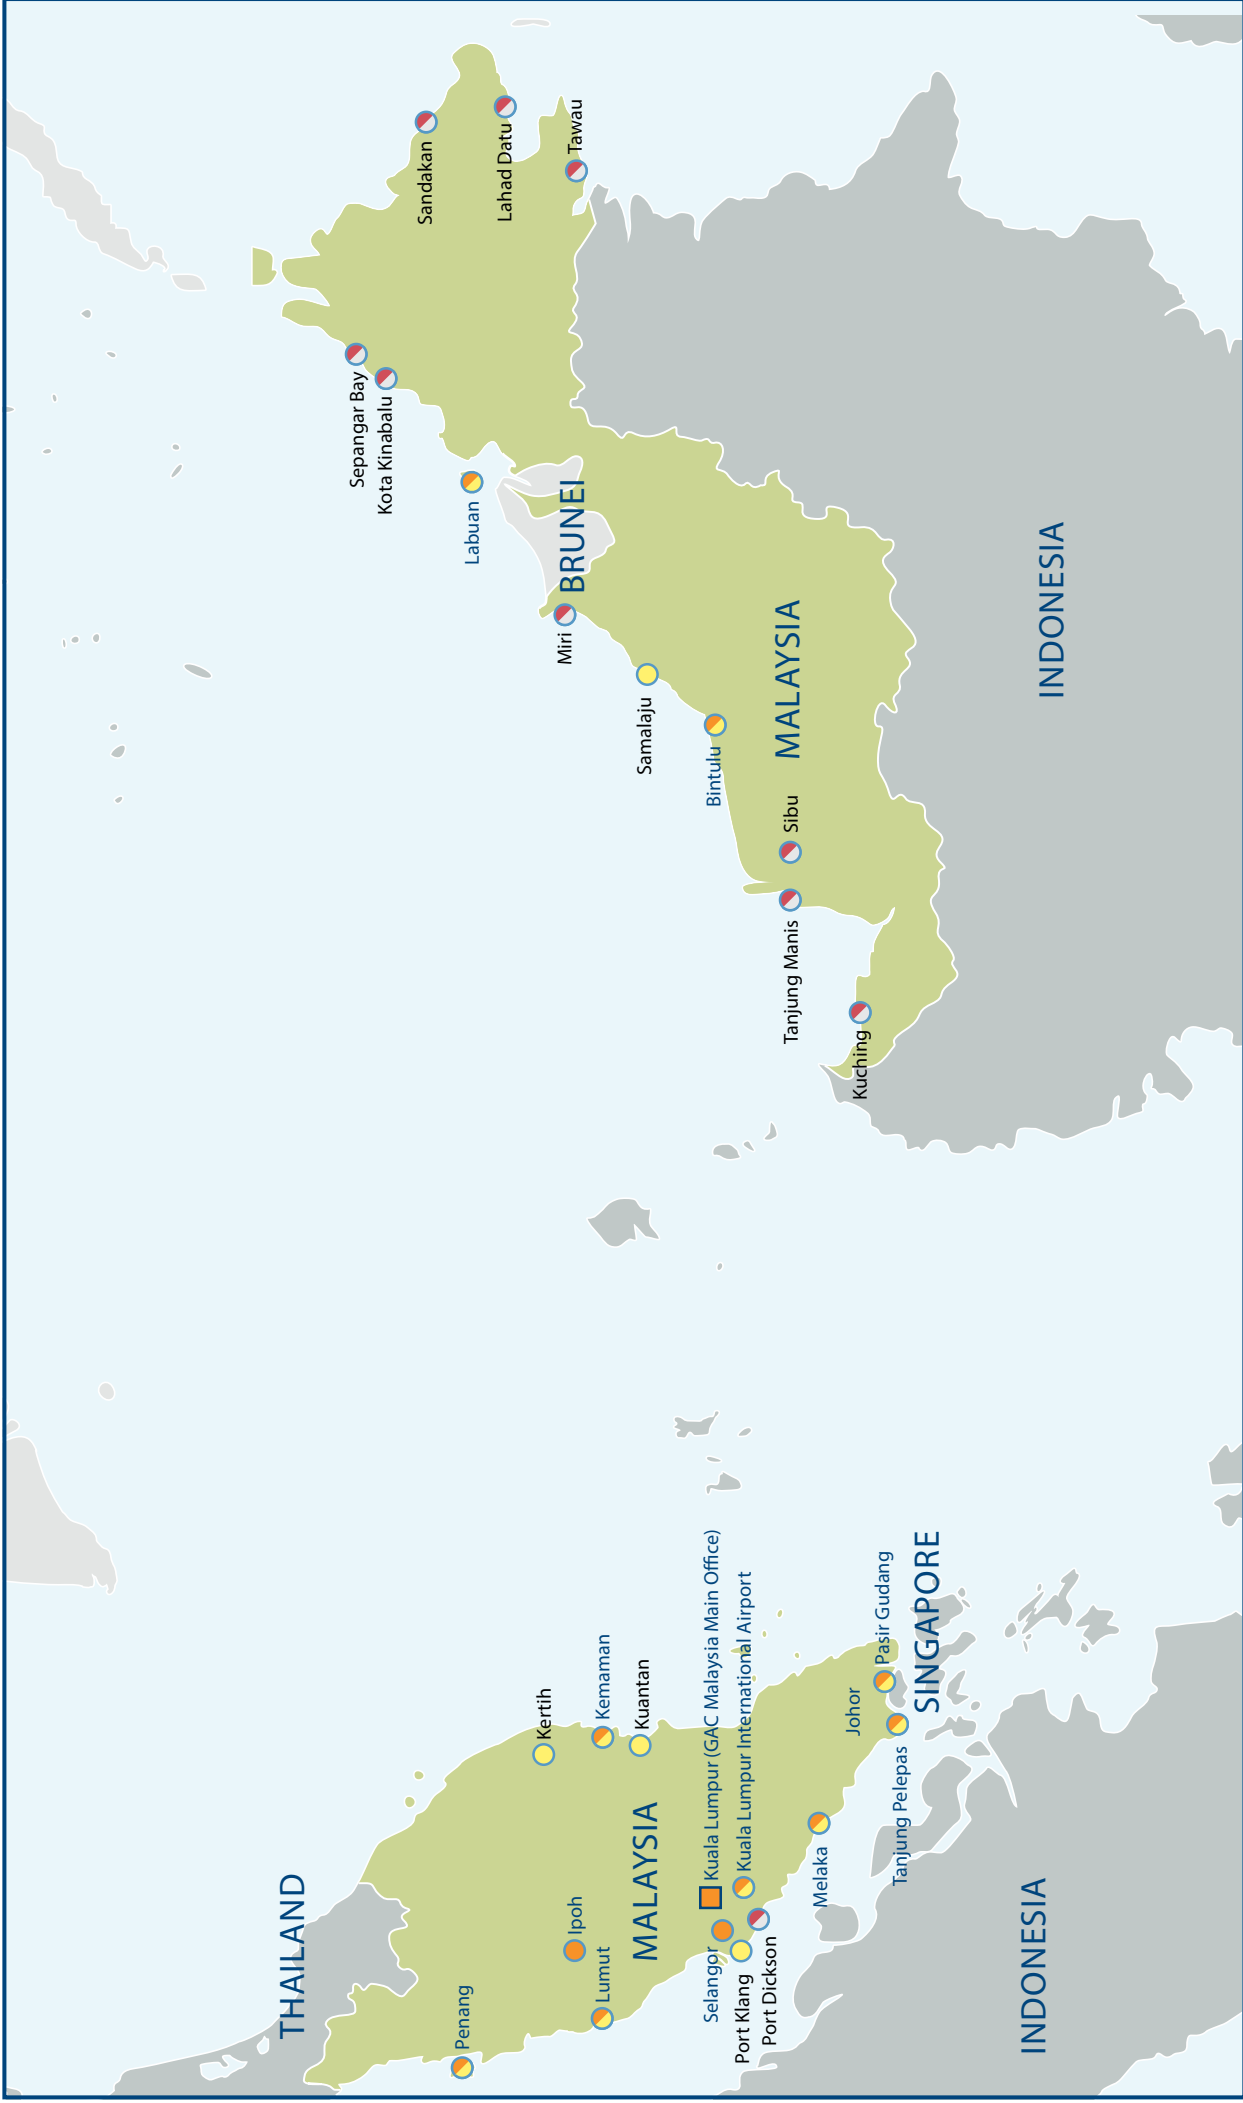 THAILAND
Penang
Ipoh
Lumut
MALAYSIA
Kertih
Kemaman
Kuantan
Kuala Lumpur (GAC Malaysia Main Office)
Selangor
Kuala Lumpur International Airport
Port Klang
Port Dickson
Melaka
Johor
Pasir Gudang
Tanjung Pelepas
SINGAPORE
INDONESIA
Sepangar Bay
Kota Kinabalu
Sandakan
Lahad Datu
Tawau
Labuan
BRUNEI
Miri
Samalaju
Bintulu
MALAYSIA
Sibu
Tanjung Manis
Kuching
INDONESIA